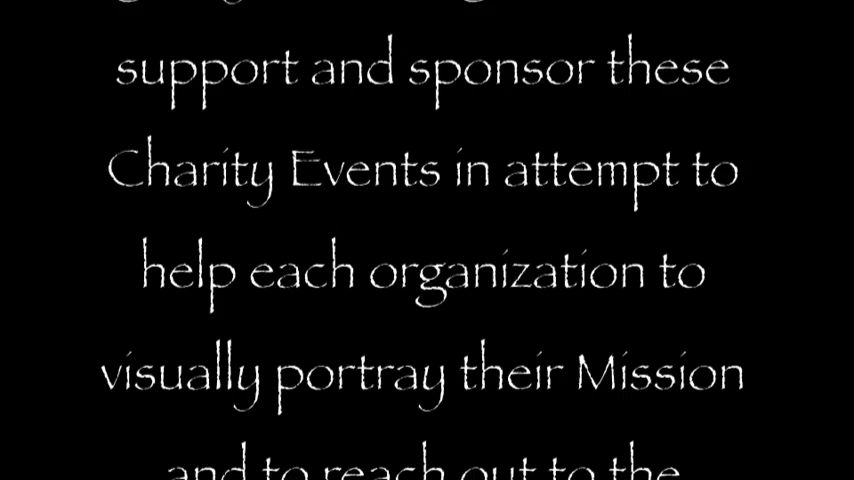 support and sponsor these
Charity Events in attempt to
help each organization to
visually portray their Mission
and to reach out to the